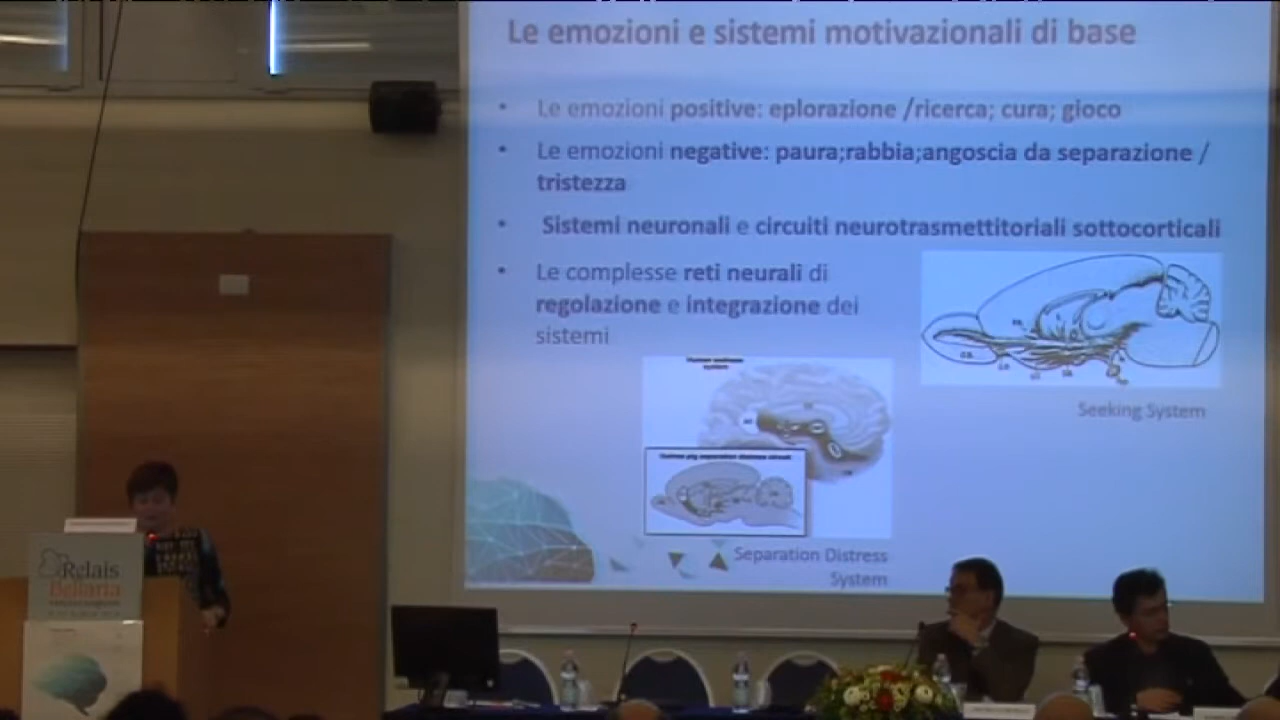 Le emozioni e sistemi motivazionali di base
• Le emozioni positive: eplorazione /ricerca; cura; gioco
• Le emozioni negative: paura;rabbia;angoscia da separazione /
tristezza
• Sistemi neuronali e circuiti neurotrasmettitoriali sottocorticali
• Le complesse reti neurali di
regolazione e integrazione dei
sistemi
Seeking System
Separation Distress
System
Relais
Bellaria